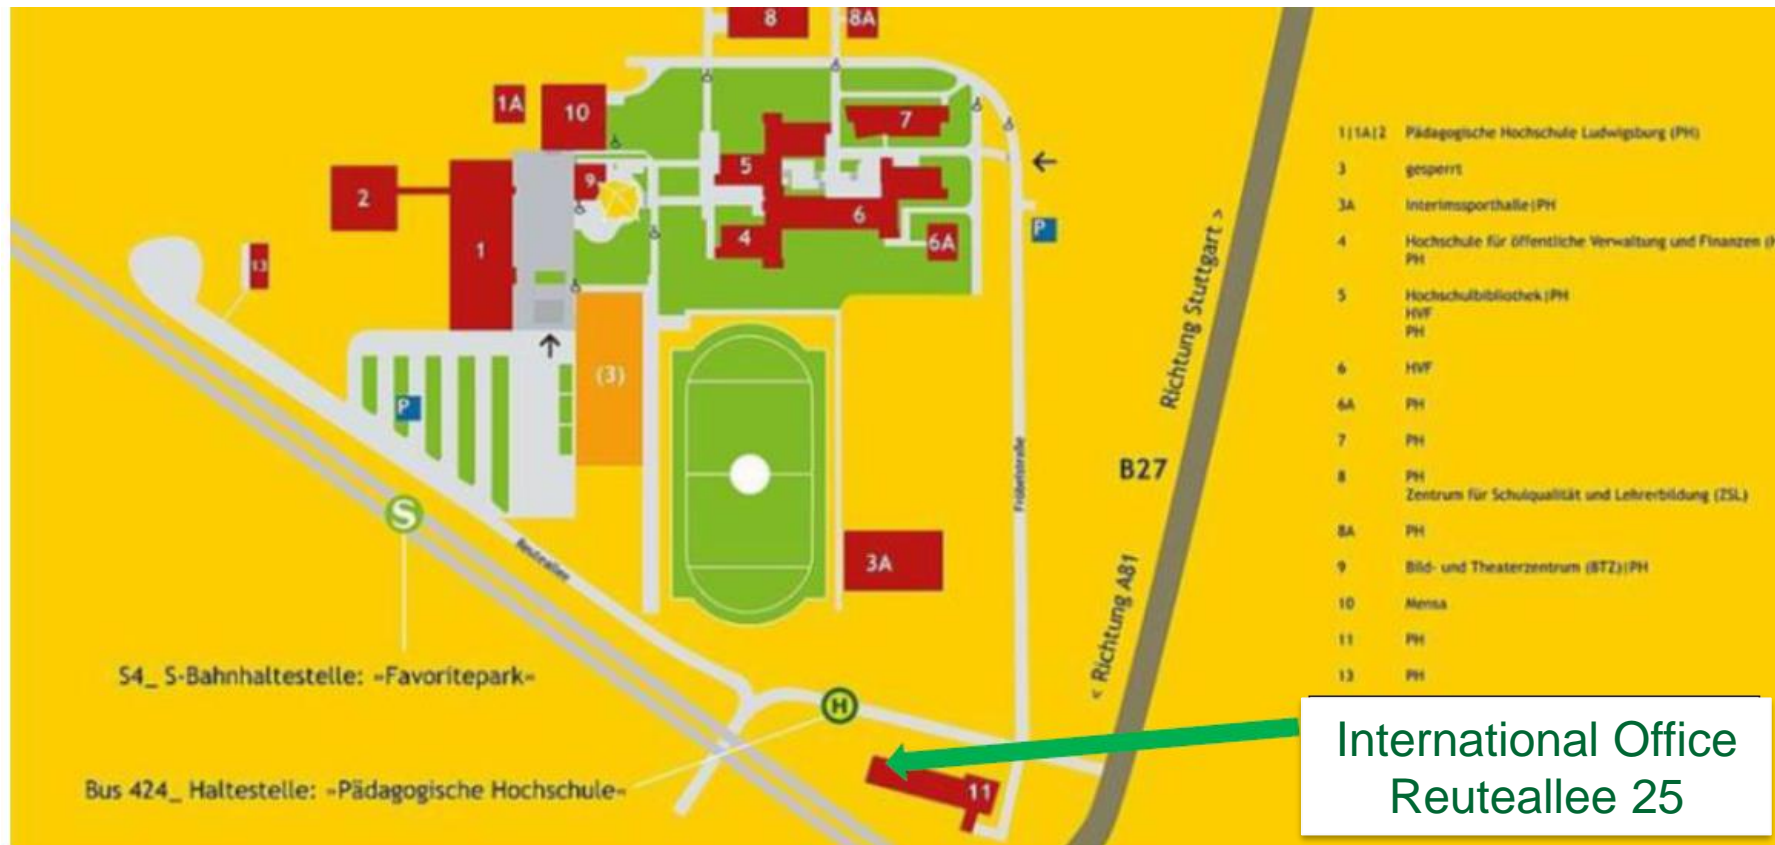 8
8A
1A
10
7
2
1
9
5
6
4
6A
P
13
(3)
P
S
Reuteallee
3A
Fröbelstraße
B27
Richtung Stuttgart >
< Richtung A81
H
11
S4_ S-Bahnhaltestelle: »Favoritepark«
Bus 424_ Haltestelle: »Pädagogische Hochschule«
1|1A|2 Pädagogische Hochschule Ludwigsburg (PH)
3 gesperrt
3A Interimssporthalle|PH
4 Hochschule für öffentliche Verwaltung und Finanzen (H
PH
5 Hochschulbibliothek|PH
HVF
PH
6 HVF
6A PH
7 PH
8 PH
Zentrum für Schulqualität und Lehrerbildung (ZSL)
8A PH
9 Bild- und Theaterzentrum (BTZ)|PH
10 Mensa
11 PH
13 PH
International Office
Reuteallee 25